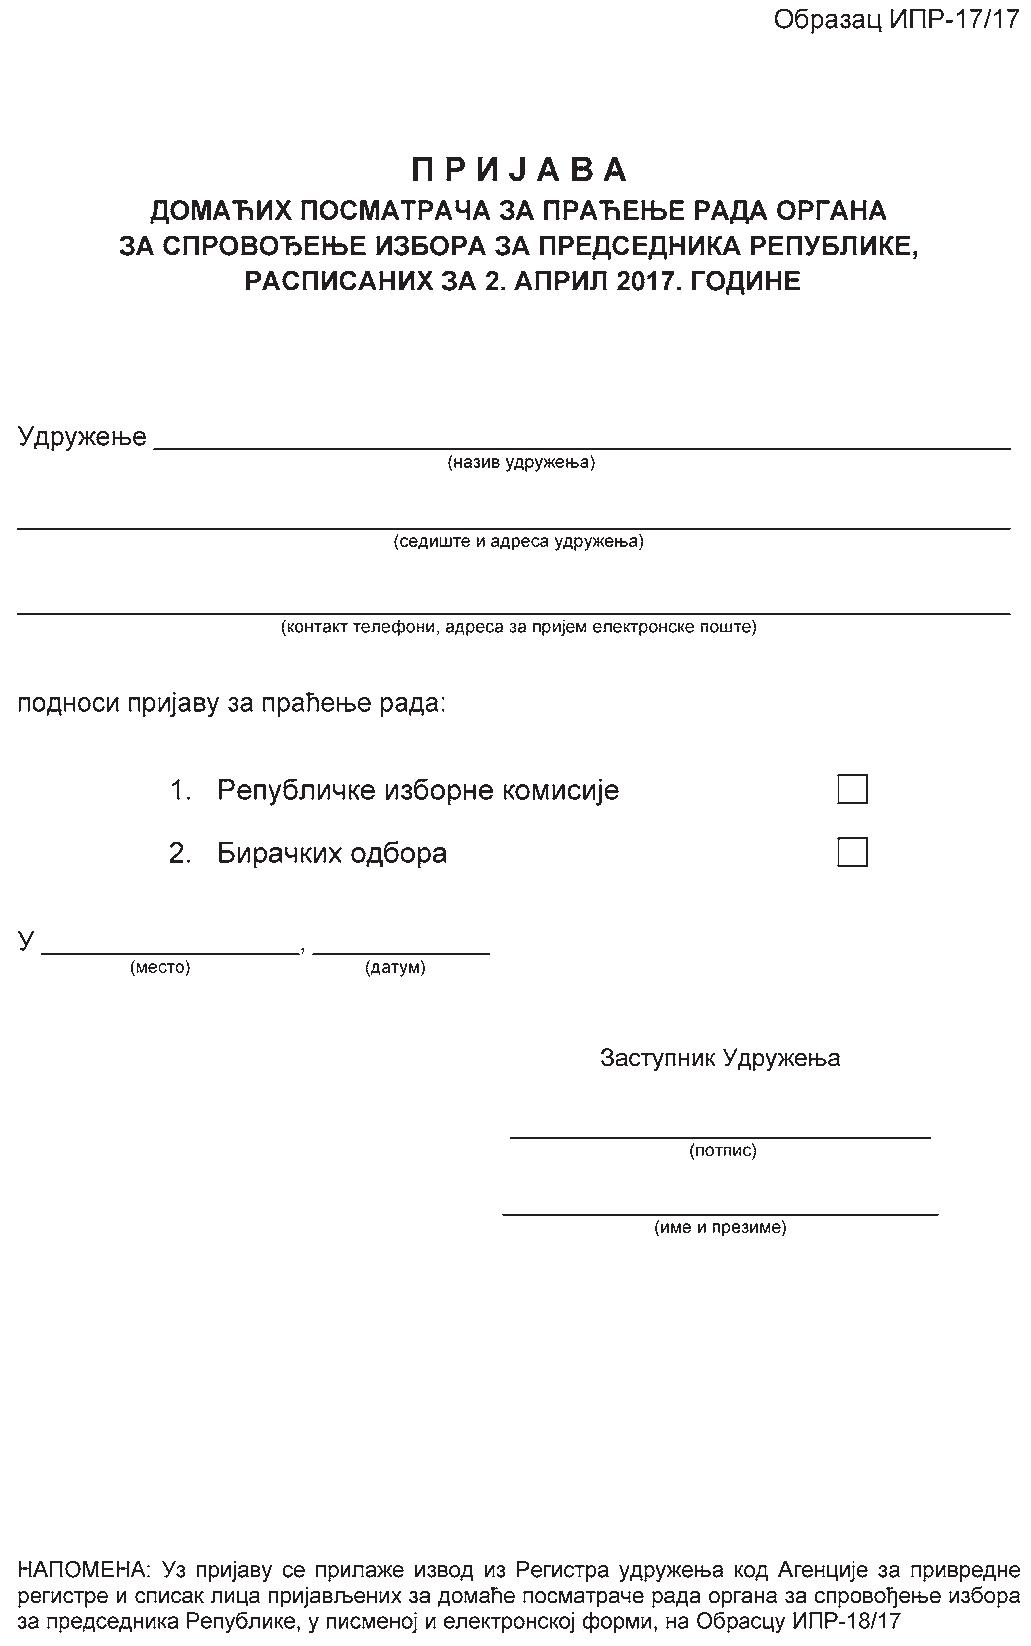 Образац ИПР-17/17
П Р И Ј А В А
ДОМАЋИХ ПОСМАТРАЧА ЗА ПРАЋЕЊЕ РАДА ОРГАНА
ЗА СПРОВОЂЕЊЕ ИЗБОРА ЗА ПРЕДСЕДНИКА РЕПУБЛИКЕ,
РАСПИСАНИХ ЗА 2. АПРИЛ 2017. ГОДИНЕ
Удружење
(назив удружења)
(седиште и адреса удружења)
(контакт телефони, адреса за пријем електронске поште)
подноси пријаву за праћење рада:
1. Републичке изборне комисије
2. Бирачких одбора
У ,
(место) (датум)
Заступник Удружења
(потпис)
(име и презиме)
НАПОМЕНА: Уз пријаву се прилаже извод из Регистра удружења код Агенције за привредне
регистре и списак лица пријављених за домаће посматраче рада органа за спровођење избора
за председника Републике, у писменој и електронској форми, на Обрасцу ИПР-18/17